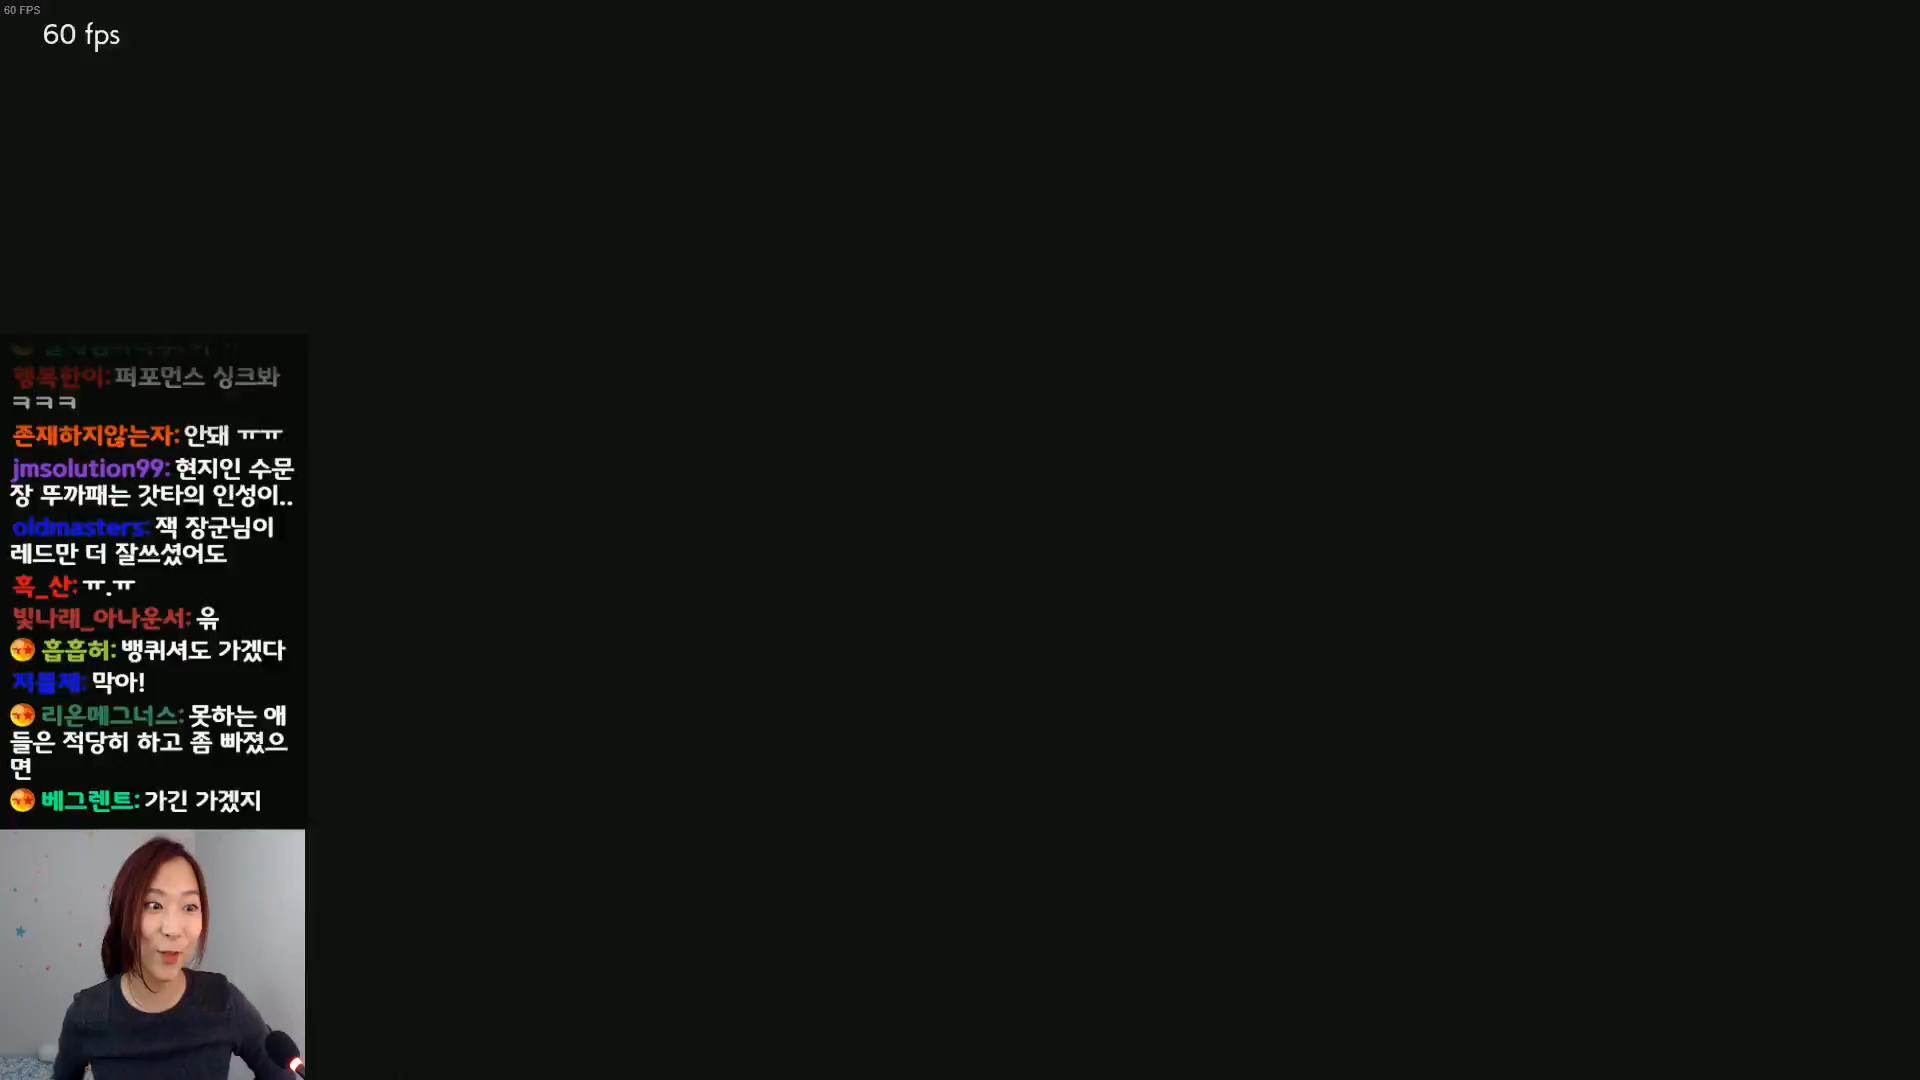 60 FPS
60 fps
행복한이: 퍼포먼스 싱크봐
ㅋㅋㅋ
존재하지않는자: 안돼 ㅠㅠ
jmsolution99: 현지인 수문
장 뚜까패는 갓타의 인성이..
oldmasters: 잭 장군님이
레드만 더 잘쓰셨어도
흑_산: ㅠ.ㅠ
빛나래_아나운서: 윾
흡흡허: 뱅퀴셔도 가겠다
지블제: 막아!
리온메그너스: 못하는 애
들은 적당히 하고 좀 빠졌으
면
베그렌트: 가긴 가겠지